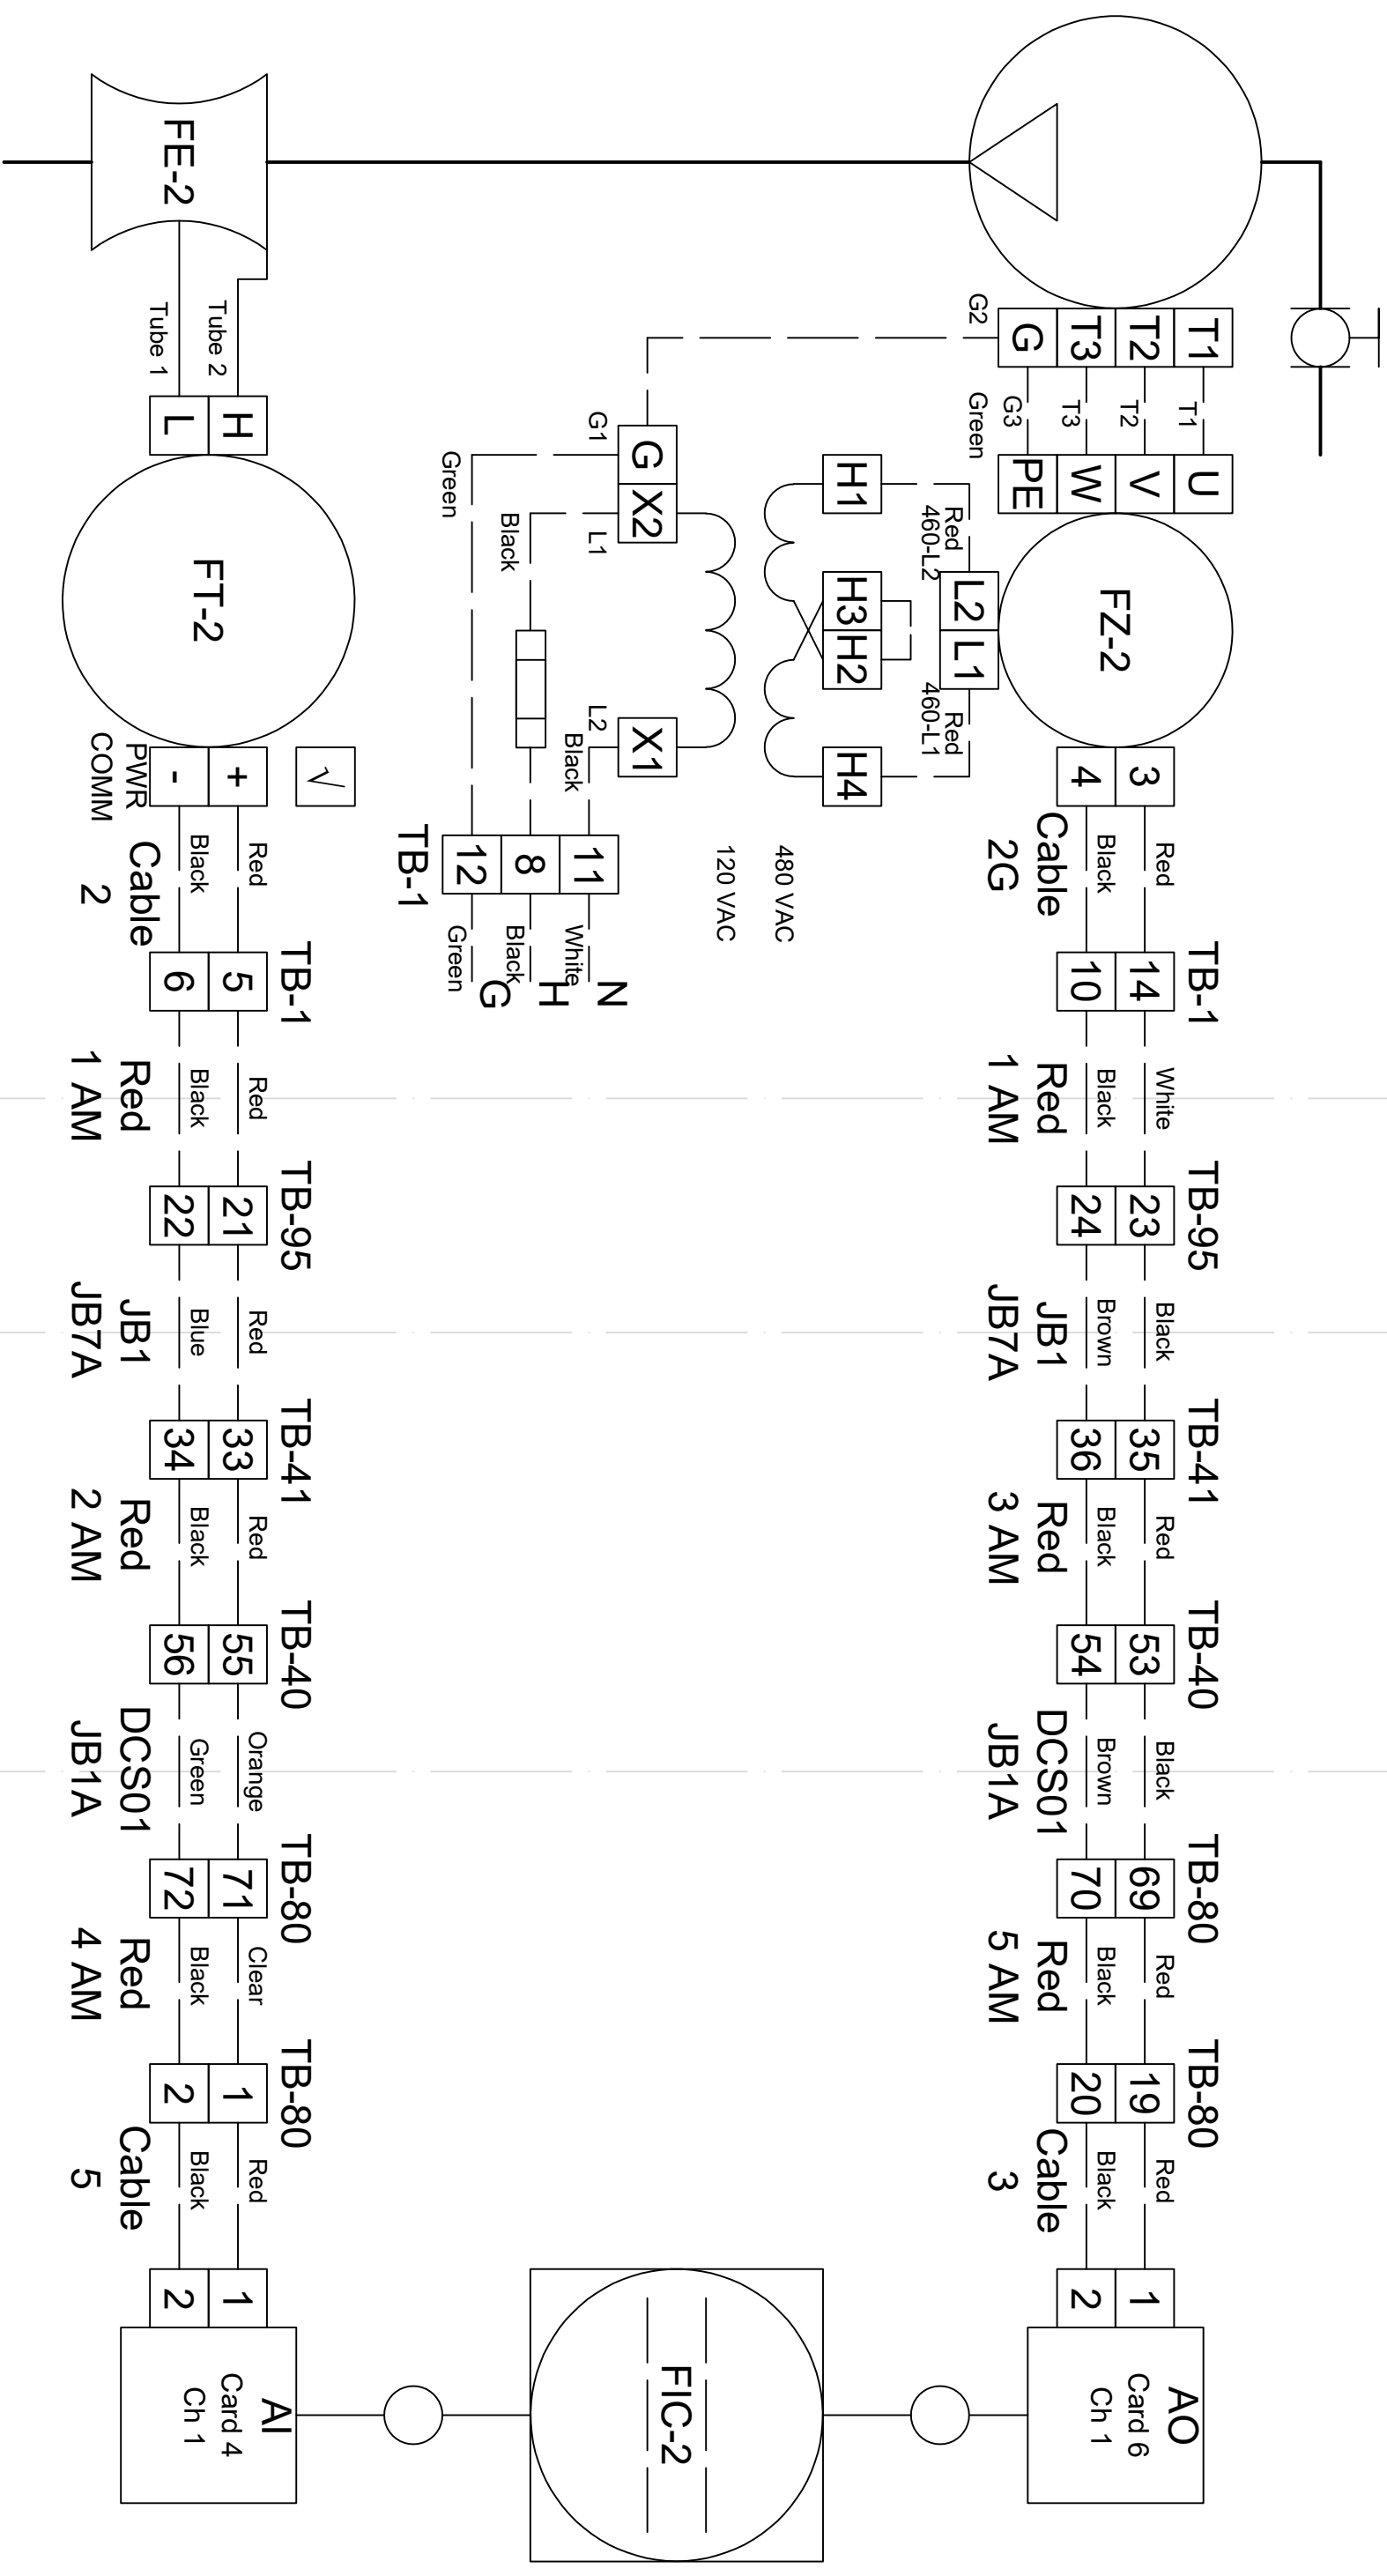 FE-2
Tube 1
Tube 2
L
H
FT-2
√
+
-
PWR
COMM
Red
Black
Cable
2
TB-1
5
6
Red
Black
Red
1 AM
TB-95
21
22
Red
Blue
JB1
JB7A
TB-41
33
34
Red
Black
Red
2 AM
TB-40
55
56
Orange
Green
DCS01
JB1A
TB-80
71
72
Clear
Black
Red
4 AM
TB-80
1
2
Red
Black
Cable
5
1
2
AI
Card 4
Ch 1
FIC-2
T1
T2
T3
G
G2
T1
T2
T3
G3
Green
U
V
W
PE
FZ-2
L2
L1
Red
460-L2
Red
460-L1
H1
H3
H2
H4
480 VAC
120 VAC
G
X2
X1
G1
Green
L1
Black
L2
Black
11
8
12
TB-1
White
Black
Green
N
H
G
3
4
Red
Black
Cable
2G
TB-1
14
10
White
Black
Red
1 AM
TB-95
23
24
Black
Brown
JB1
JB7A
TB-41
35
36
Red
Black
Red
3 AM
TB-40
53
54
Black
Brown
DCS01
JB1A
TB-80
69
70
Red
Black
Red
5 AM
TB-80
19
20
Red
Black
Cable
3
1
2
AO
Card 6
Ch 1